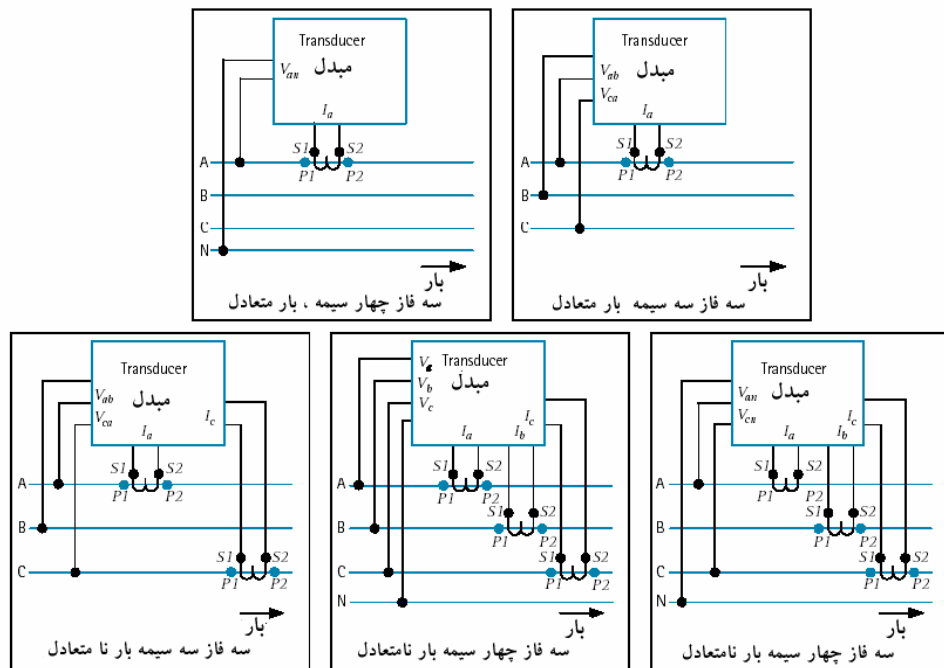 Transducer
مبدل
Van
Ia
S1 S2
A
P1 P2
B
C
N
بار
سه فاز چهار سیمه ، بار متعادل
Transducer
مبدل
Vab
Vca
Ia
S1 S2
A
P1 P2
B
C
بار
سه فاز سه سیمه بار متعادل
Transducer
مبدل
Vab
Vca
Ia Ic
S1 S2
A
P1 P2
B
S1 S2
C
P1 P2
بار
سه فاز سه سیمه بار نا متعادل
Transducer
مبدل
Vb
Vc
Ia Ib Ic
S1 S2
A
P1 P2
S1 S2
B
P1 P2
S1 S2
C
P1 P2
N
بار
سه فاز چهار سیمه بار نامتعادل
Transducer
مبدل
Van
Vcn
Ia Ib Ic
S1 S2
A
P1 P2
S1 S2
B
P1 P2
S1 S2
C
P1 P2
N
بار
سه فاز چهار سیمه بار نامتعادل